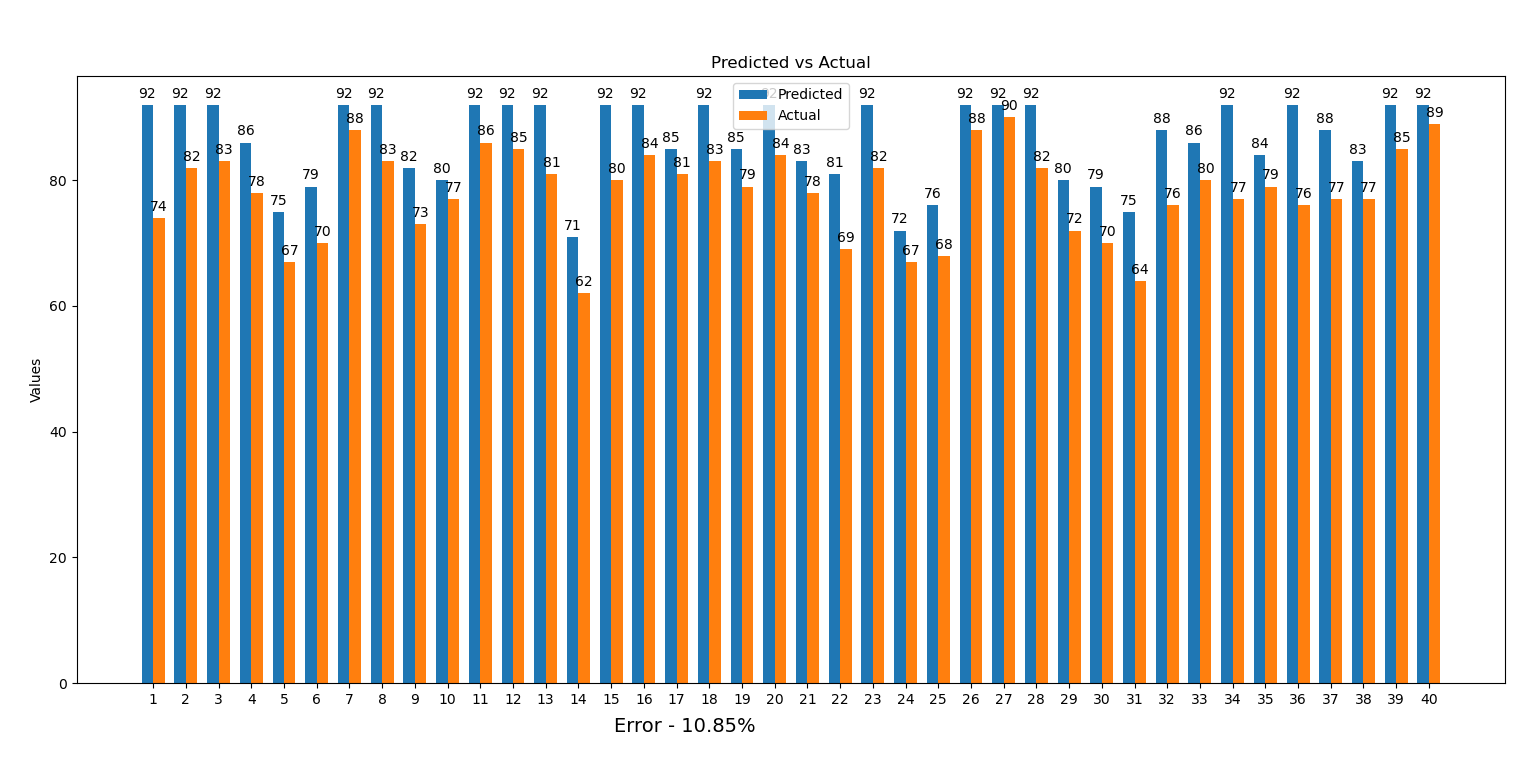 Predicted vs Actual
Predicted
Actual
92 92 92 86 75 79 92 92 82 80 92 92 92 71 92 92 85 92 85 92 83 81 92 72 76 92 92 92 80 79 75 88 86 92 84 92 88 83 92 92
74 82 83 78 67 70 88 83 73 77 86 85 81 62 80 84 81 83 79 84 78 69 82 67 68 88 90 82 72 70 64 76 80 77 79 76 77 77 85 89
Values
80
60
40
20
0
1 2 3 4 5 6 7 8 9 10 11 12 13 14 15 16 17 18 19 20 21 22 23 24 25 26 27 28 29 30 31 32 33 34 35 36 37 38 39 40
Error - 10.85%